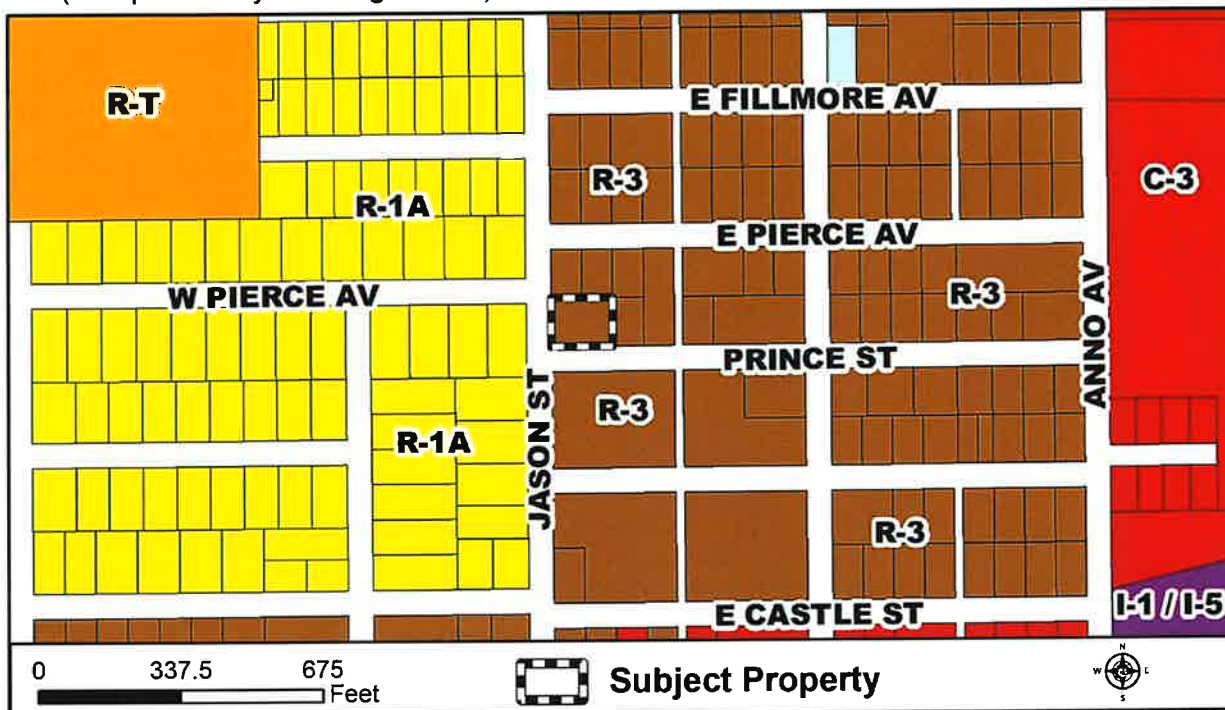 R-T
E FILLMORE AV
R-3
C-3
R-1A
E PIERCE AV
W PIERCE AV
R-3
PRINCE ST
ANNO AV
JASON ST
R-3
R-1A
R-3
I-1 / I-5
E CASTLE ST
0 337.5 675
Feet
Subject Property
N
W E
S